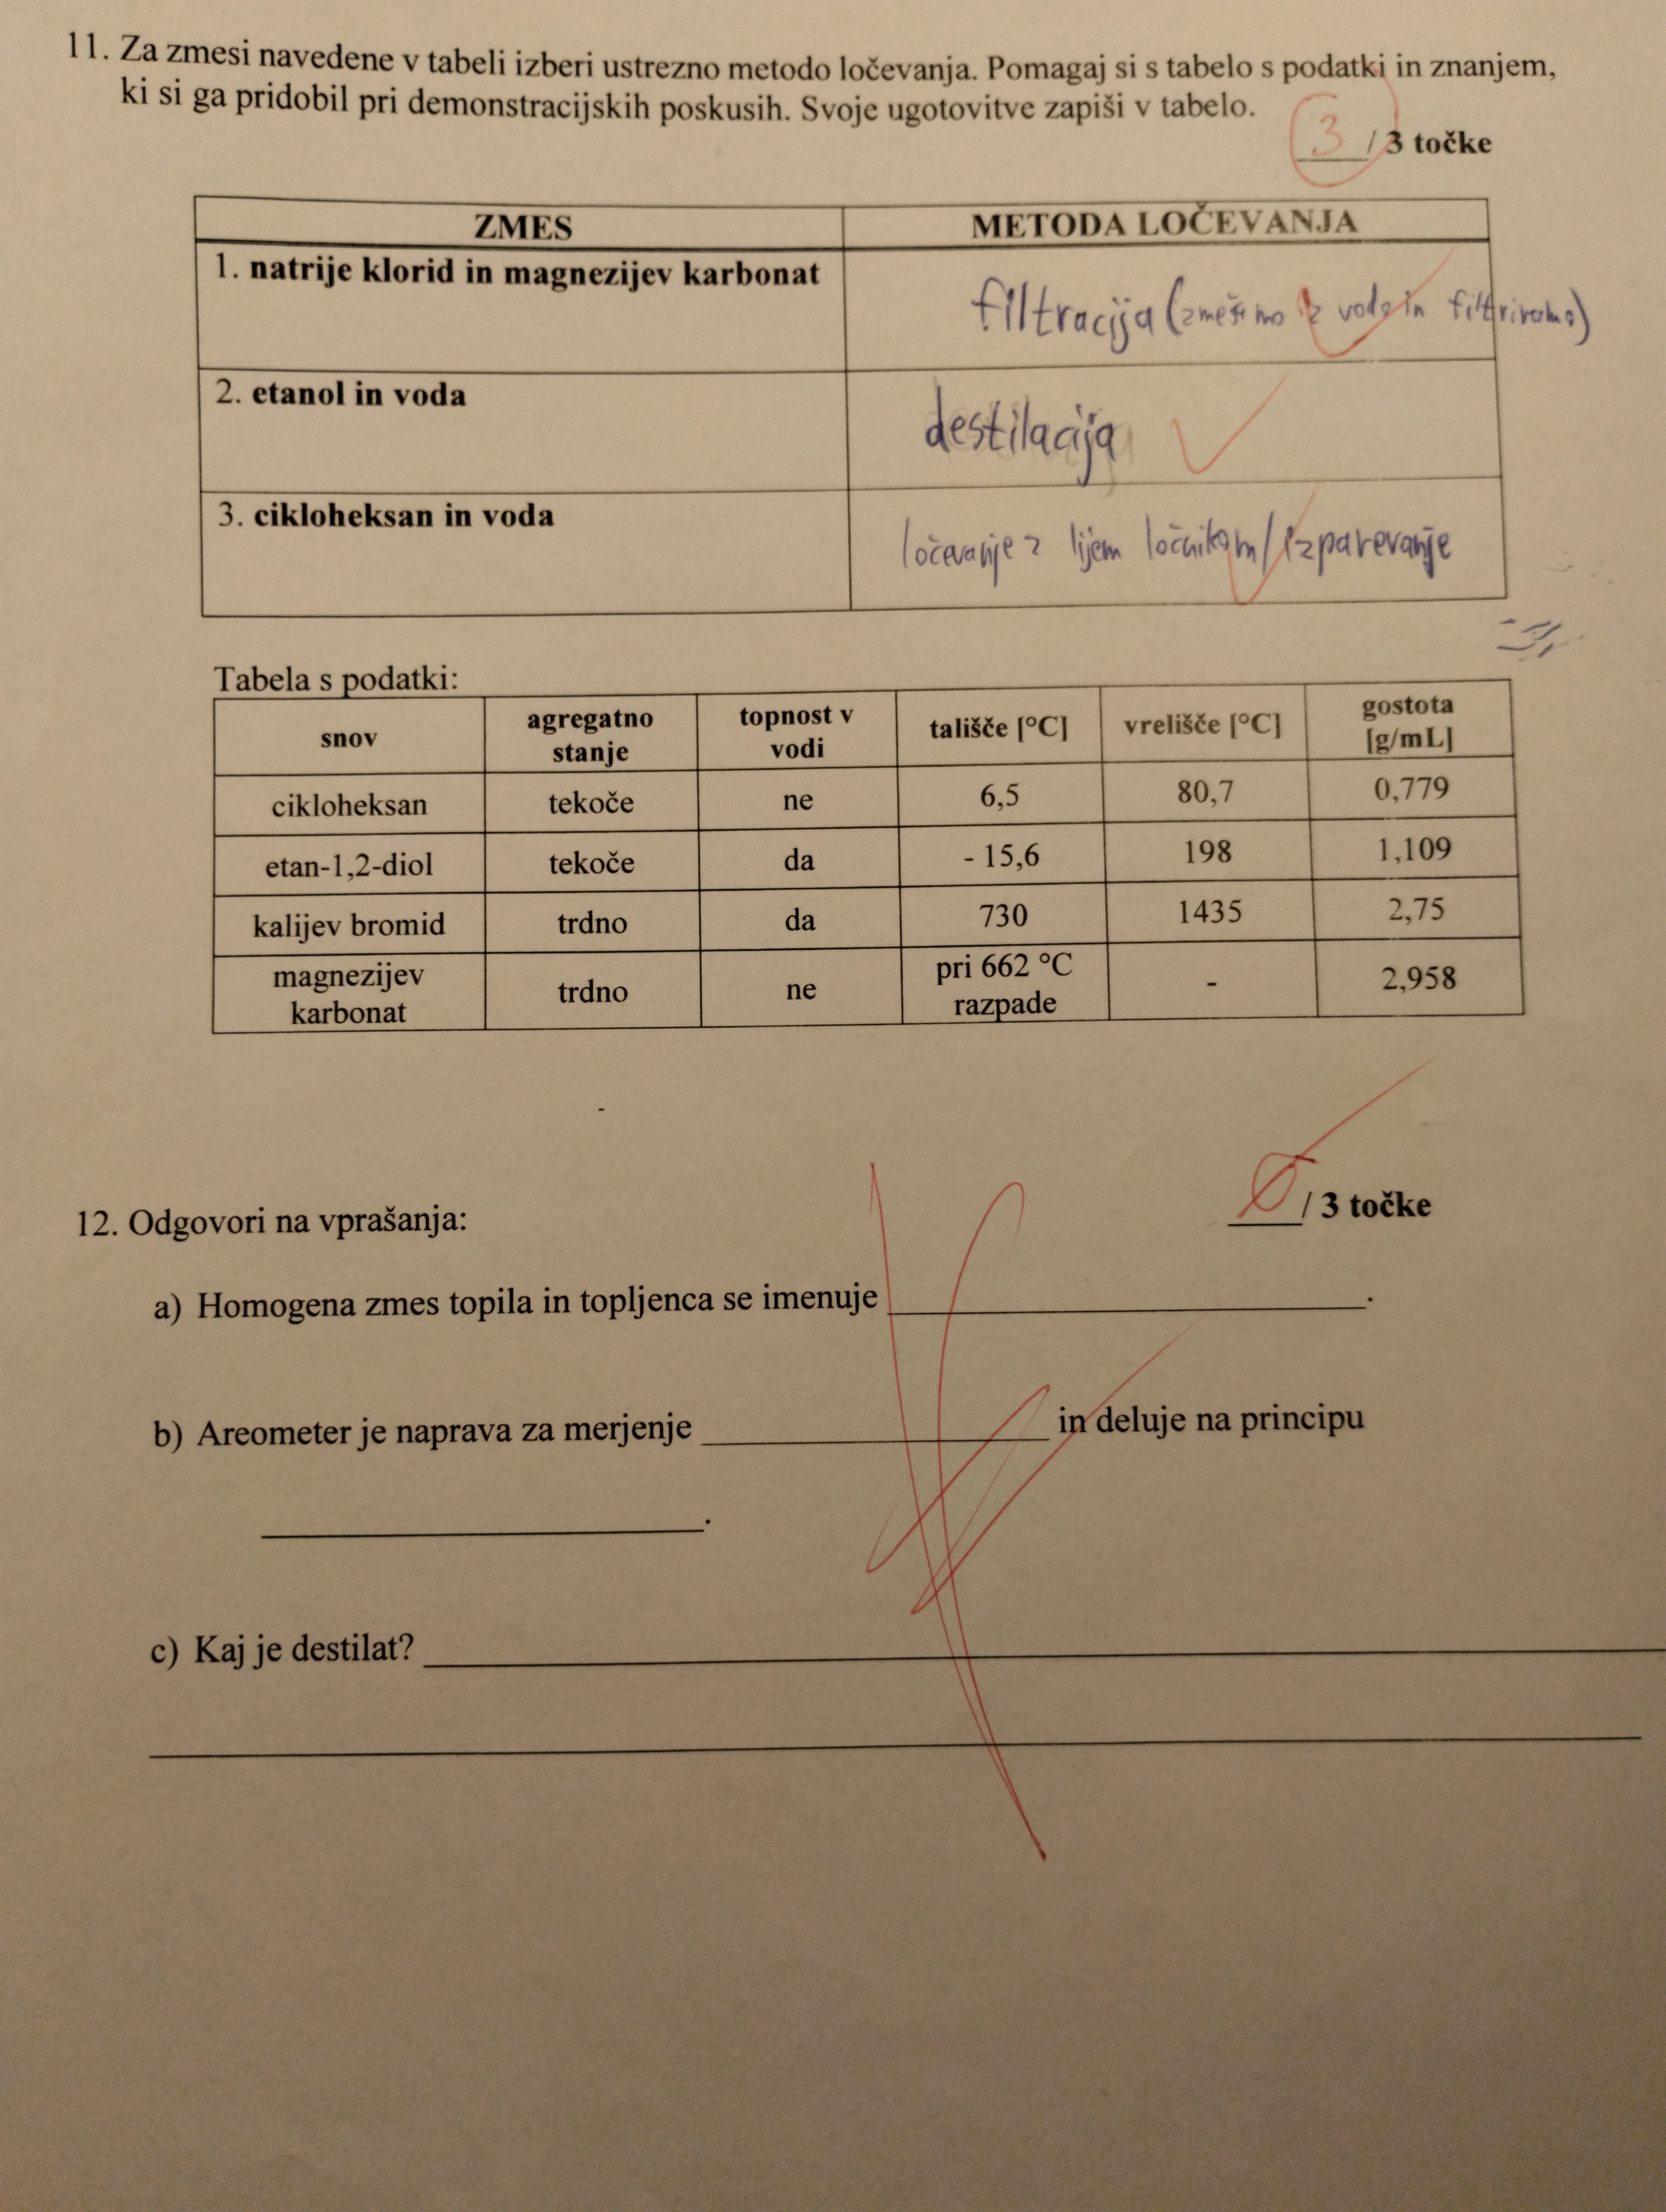 11. Za zmesi navedene v tabeli izberi ustrezno metodo ločevanja. Pomagaj si s tabelo s podatki in znanjem,
ki si ga pridobil pri demonstracijskih poskusih. Svoje ugotovitve zapiši v tabelo.
3 / 3 točke
ZMES METODA LOČEVANJA
1. natrije klorid in magnezijev karbonat filtracija (zmešamo z vodo in filtriramo)
2. etanol in voda destilacija
3. cikloheksan in voda ločevanje z lijem ločnikom/izparevanje
Tabela s podatki:
snov agregatno stanje topnost v vodi tališče [°C] vrelišče [°C] gostota [g/mL]
cikloheksan tekoče ne 6,5 80,7 0,779
etan-1,2-diol tekoče da - 15,6 198 1,109
kalijev bromid trdno da 730 1435 2,75
magnezijev karbonat trdno ne pri 662 °C razpade - 2,958
0 / 3 točke
12. Odgovori na vprašanja:
a) Homogena zmes topila in topljenca se imenuje ____________.
b) Areometer je naprava za merjenje ____________ in deluje na principu
____________.
c) Kaj je destilat? ____________